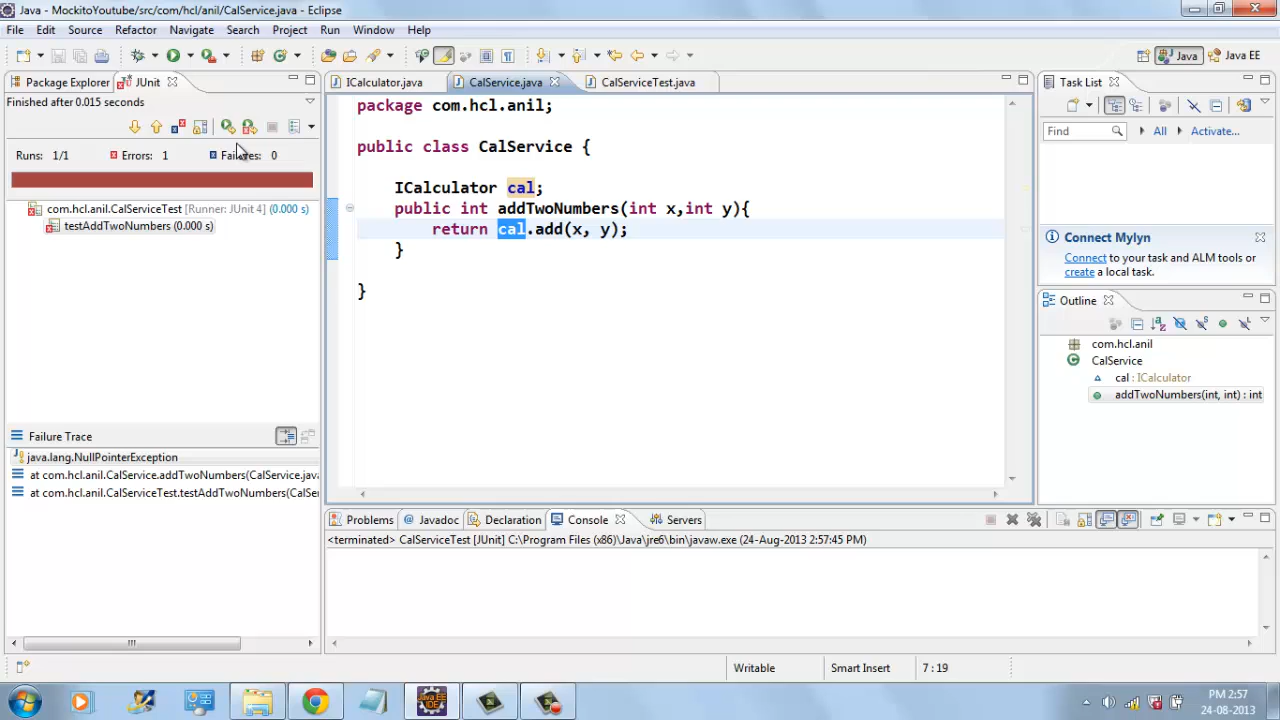 Java - MockitoYoutube/src/com/hcl/anil/CalService.java - Eclipse
File Edit Source Refactor Navigate Search Project Run Window Help
Java Java EE
Package Explorer JUnit
Finished after 0.015 seconds
Runs: 1/1 Errors: 1 Failures: 0
com.hcl.anil.CalServiceTest [Runner: JUnit 4] (0.000 s)
testAddTwoNumbers (0.000 s)
Failure Trace
java.lang.NullPointerException
at com.hcl.anil.CalService.addTwoNumbers(CalService.java
at com.hcl.anil.CalServiceTest.testAddTwoNumbers(CalSe
ICalculator.java CalService.java CalServiceTest.java
package com.hcl.anil;
public class CalService {
ICalculator cal;
public int addTwoNumbers(int x,int y){
return cal.add(x, y);
}
}
Task List
Find All Activate...
Connect Mylyn
Connect to your task and ALM tools or
create a local task.
Outline
com.hcl.anil
CalService
cal : ICalculator
addTwoNumbers(int, int) : int
Problems Javadoc Declaration Console Servers
<terminated> CalServiceTest [JUnit] C:\Program Files (x86)\Java\jre6\bin\javaw.exe (24-Aug-2013 2:57:45 PM)
Writable Smart Insert 7 : 19
Java EE
IDE
PM 2:57
24-08-2013